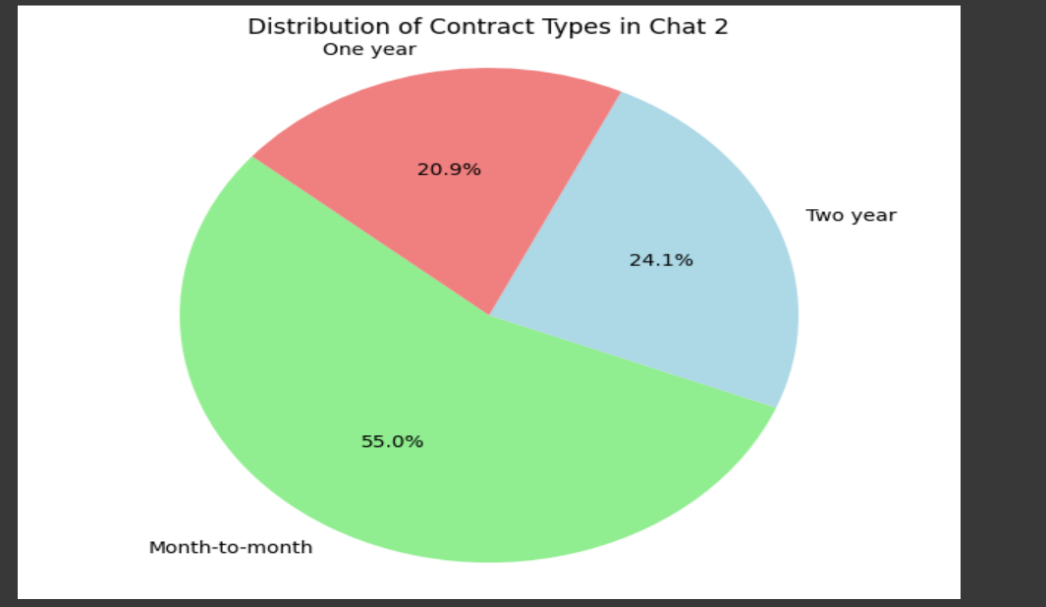 Distribution of Contract Types in Chat 2
One year
20.9%
Two year
24.1%
55.0%
Month-to-month